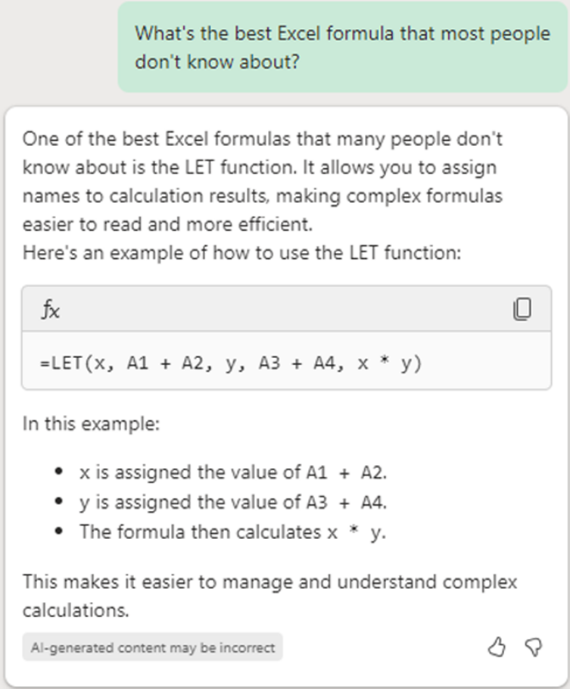 What's the best Excel formula that most people
don't know about?
One of the best Excel formulas that many people don't
know about is the LET function. It allows you to assign
names to calculation results, making complex formulas
easier to read and more efficient.
Here's an example of how to use the LET function:
fx
=LET(x, A1 + A2, y, A3 + A4, x * y)
In this example:
• x is assigned the value of A1 + A2.
• y is assigned the value of A3 + A4.
• The formula then calculates x * y.
This makes it easier to manage and understand complex
calculations.
AI-generated content may be incorrect